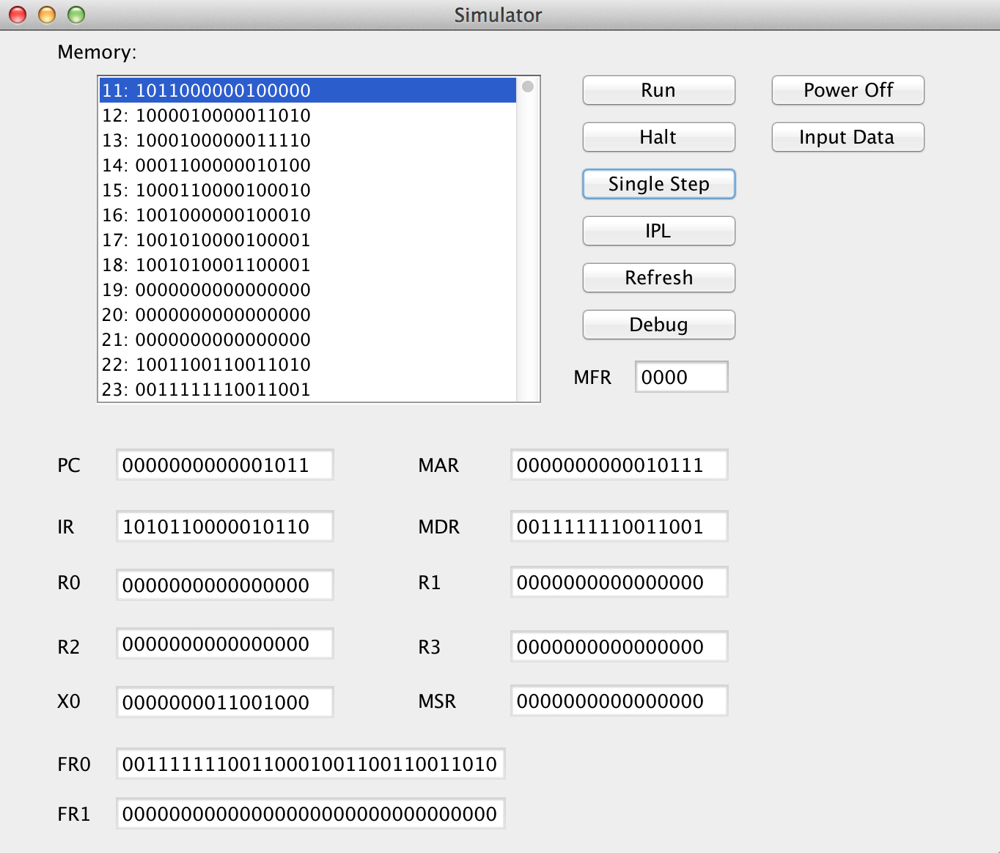 Simulator
Memory:
11: 1011000000100000
12: 1000010000011010
13: 1000100000011110
14: 0001100000010100
15: 1000110000100010
16: 1001000000100010
17: 1001010000100001
18: 1001010001100001
19: 0000000000000000
20: 0000000000000000
21: 0000000000000000
22: 1001100110011010
23: 0011111110011001
Run Power Off
Halt Input Data
Single Step
IPL
Refresh
Debug
MFR 0000
PC 0000000000001011 MAR 0000000000010111
IR 1010110000010110 MDR 0011111110011001
R0 0000000000000000 R1 0000000000000000
R2 0000000000000000 R3 0000000000000000
X0 0000000011001000 MSR 0000000000000000
FR0 00111111100110001001100110011010
FR1 00000000000000000000000000000000